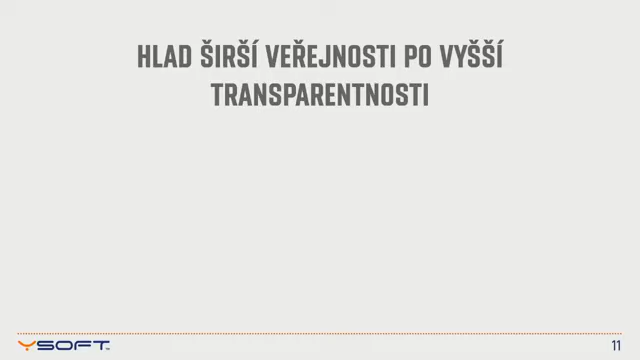 HLAD ŠIRŠÍ VEŘEJNOSTI PO VYŠŠÍ
TRANSPARENTNOSTI
YSOFT
11